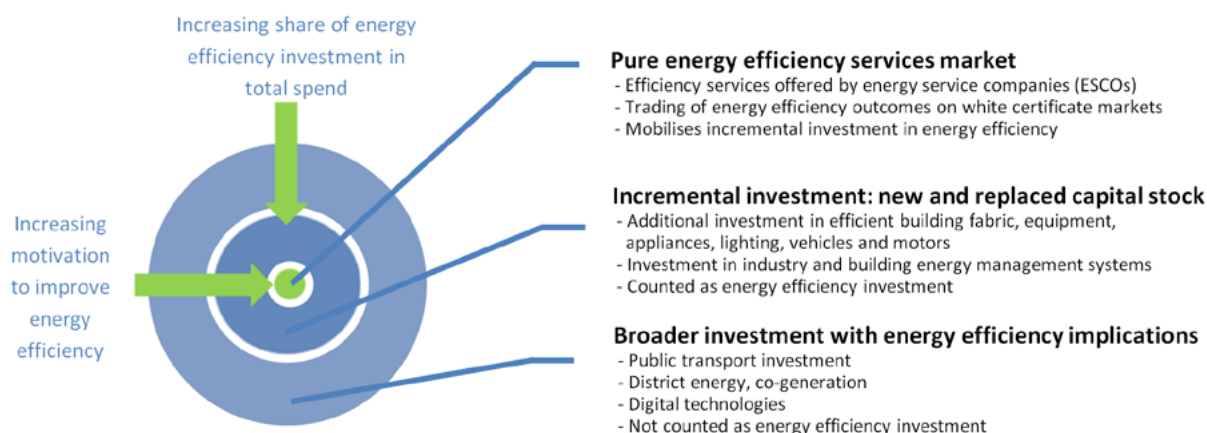 Increasing share of energy
efficiency investment in
total spend
Increasing
motivation
to improve
energy
efficiency
Pure energy efficiency services market
- Efficiency services offered by energy service companies (ESCOs)
- Trading of energy efficiency outcomes on white certificate markets
- Mobilises incremental investment in energy efficiency
Incremental investment: new and replaced capital stock
- Additional investment in efficient building fabric, equipment,
appliances, lighting, vehicles and motors
- Investment in industry and building energy management systems
- Counted as energy efficiency investment
Broader investment with energy efficiency implications
- Public transport investment
- District energy, co-generation
- Digital technologies
- Not counted as energy efficiency investment